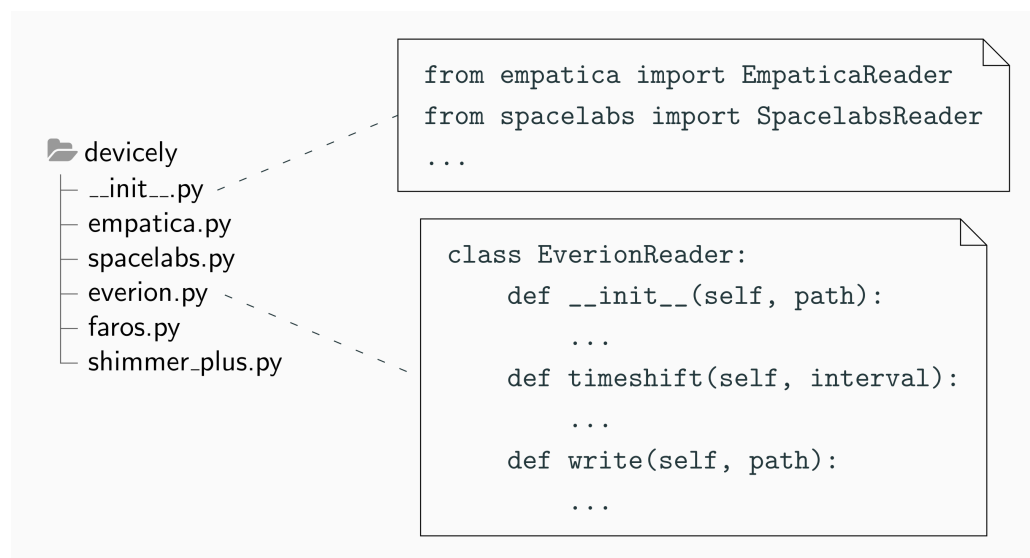 devicely
__init__.py
empatica.py
spacelabs.py
everion.py
faros.py
shimmer_plus.py
from empatica import EmpaticaReader
from spacelabs import SpacelabsReader
...
class EverionReader:
    def __init__(self, path):
        ...
    def timeshift(self, interval):
        ...
    def write(self, path):
        ...